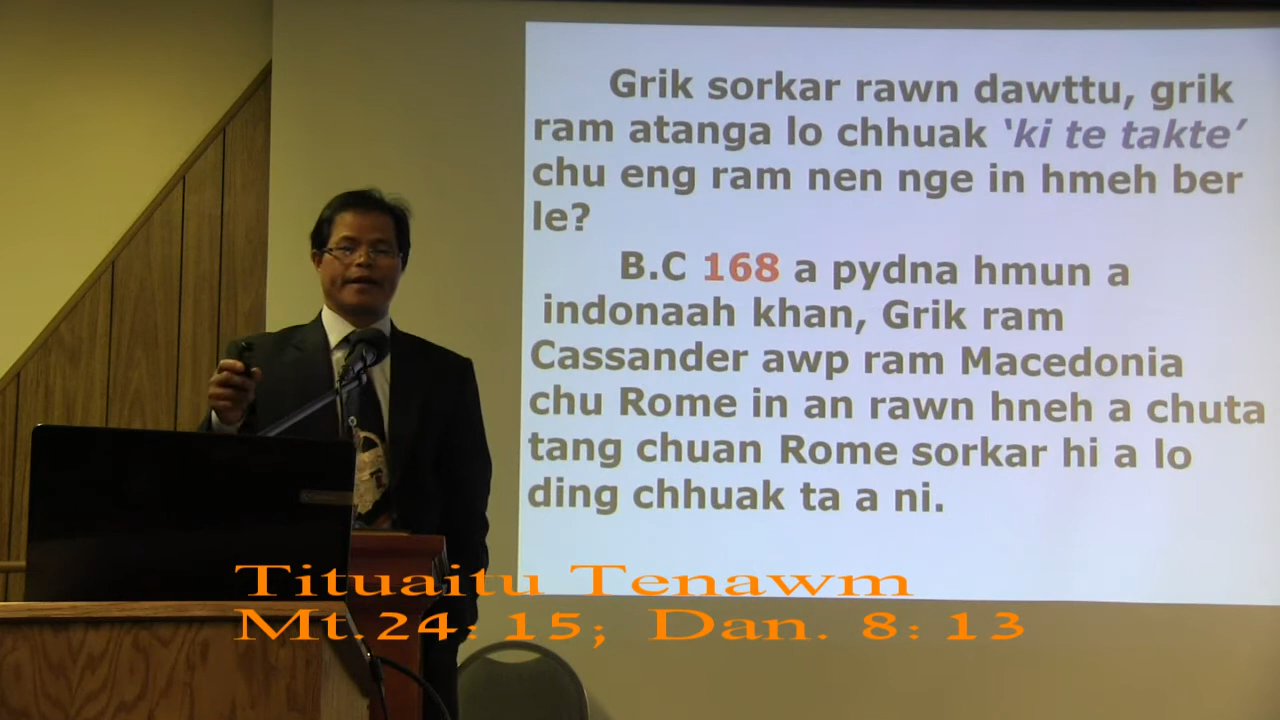 Grik sorkar rawn dawttu, grik
ram atanga lo chhuak ‘ki te takte’
chu eng ram nen nge in hmeh ber
le?
B.C 168 a pydna hmun a
indonaah khan, Grik ram
Cassander awp ram Macedonia
chu Rome in an rawn hneh a chuta
tang chuan Rome sorkar hi a lo
ding chhuak ta a ni.
Tituaitu Tenawm
Mt.24: 15; Dan. 8: 13